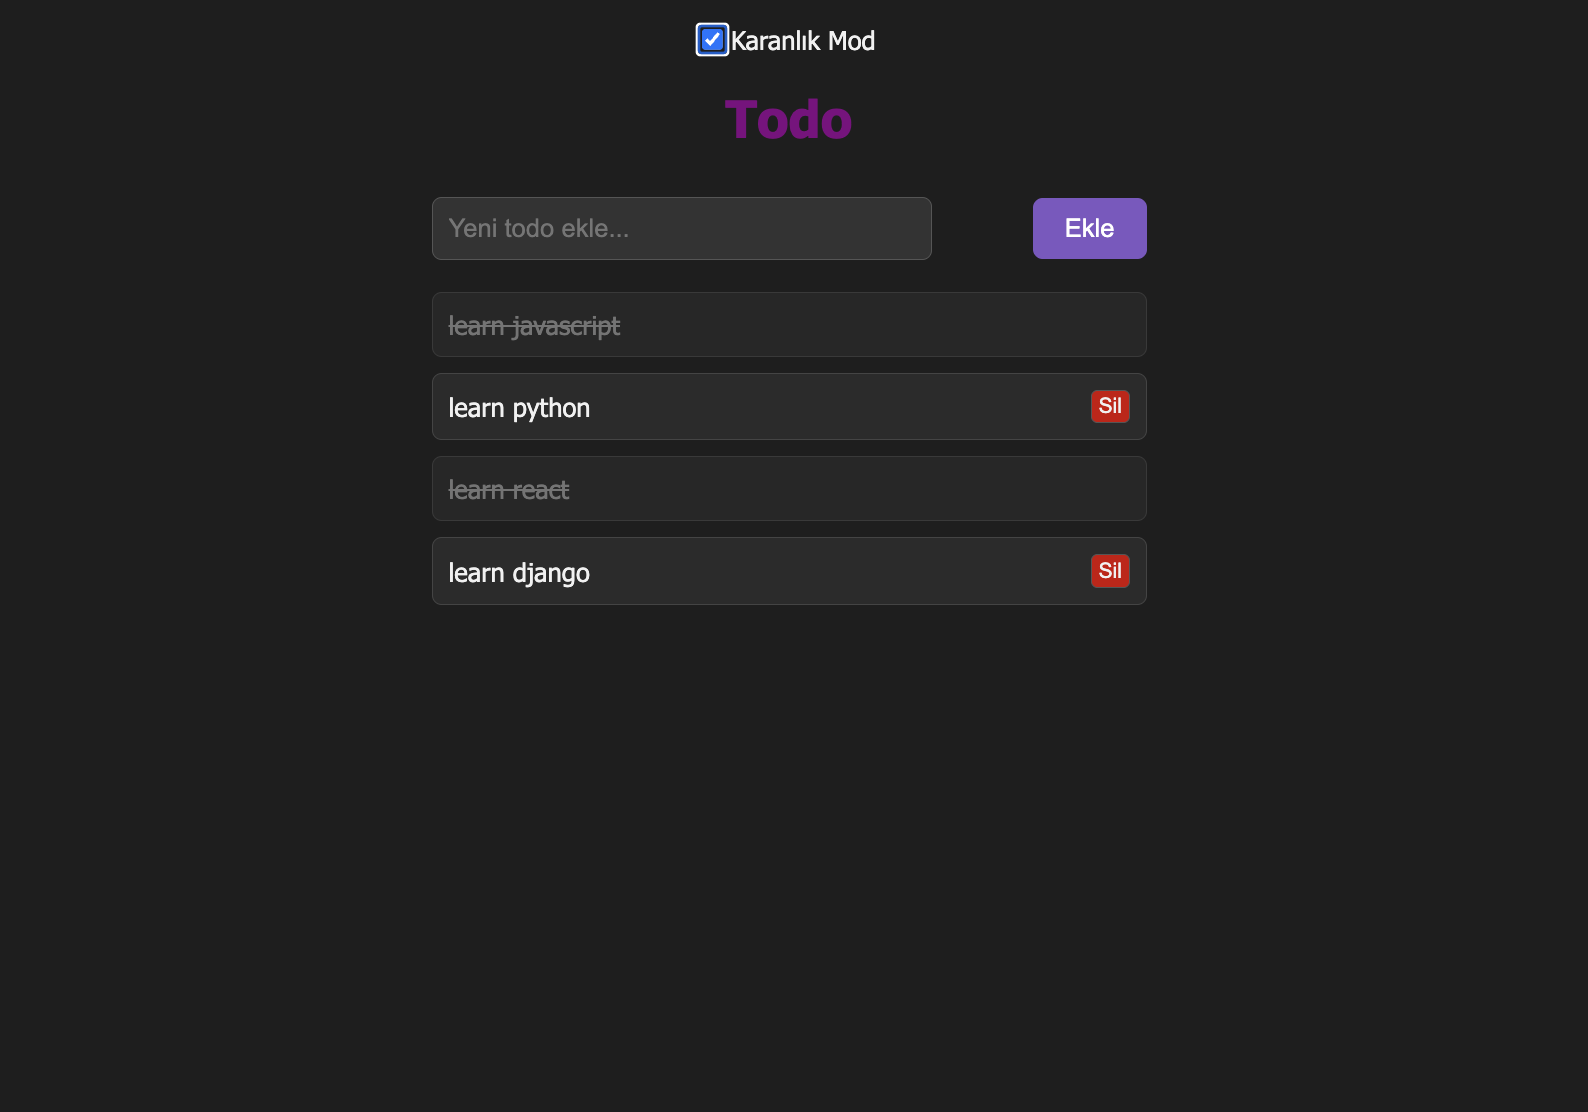 Karanlık Mod
Todo
Yeni todo ekle...
Ekle
learn javascript
learn python
Sil
learn react
learn django
Sil